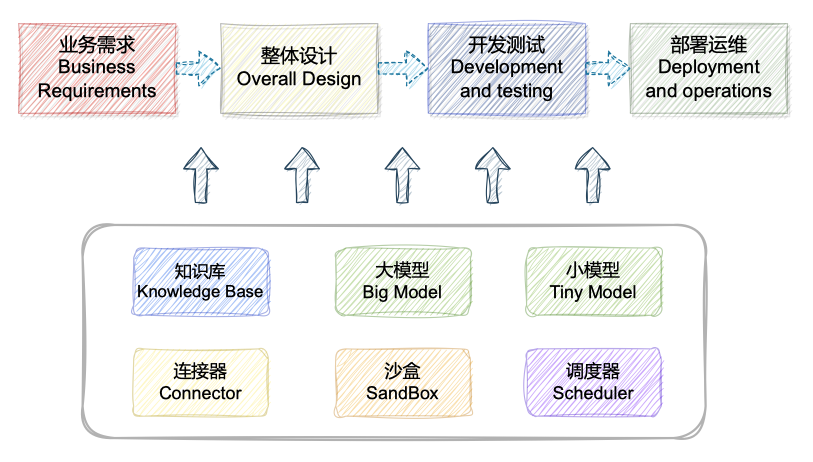 业务需求
Business
Requirements
整体设计
Overall Design
开发测试
Development
and testing
部署运维
Deployment
and operations
知识库
Knowledge Base
大模型
Big Model
小模型
Tiny Model
连接器
Connector
沙盒
SandBox
调度器
Scheduler